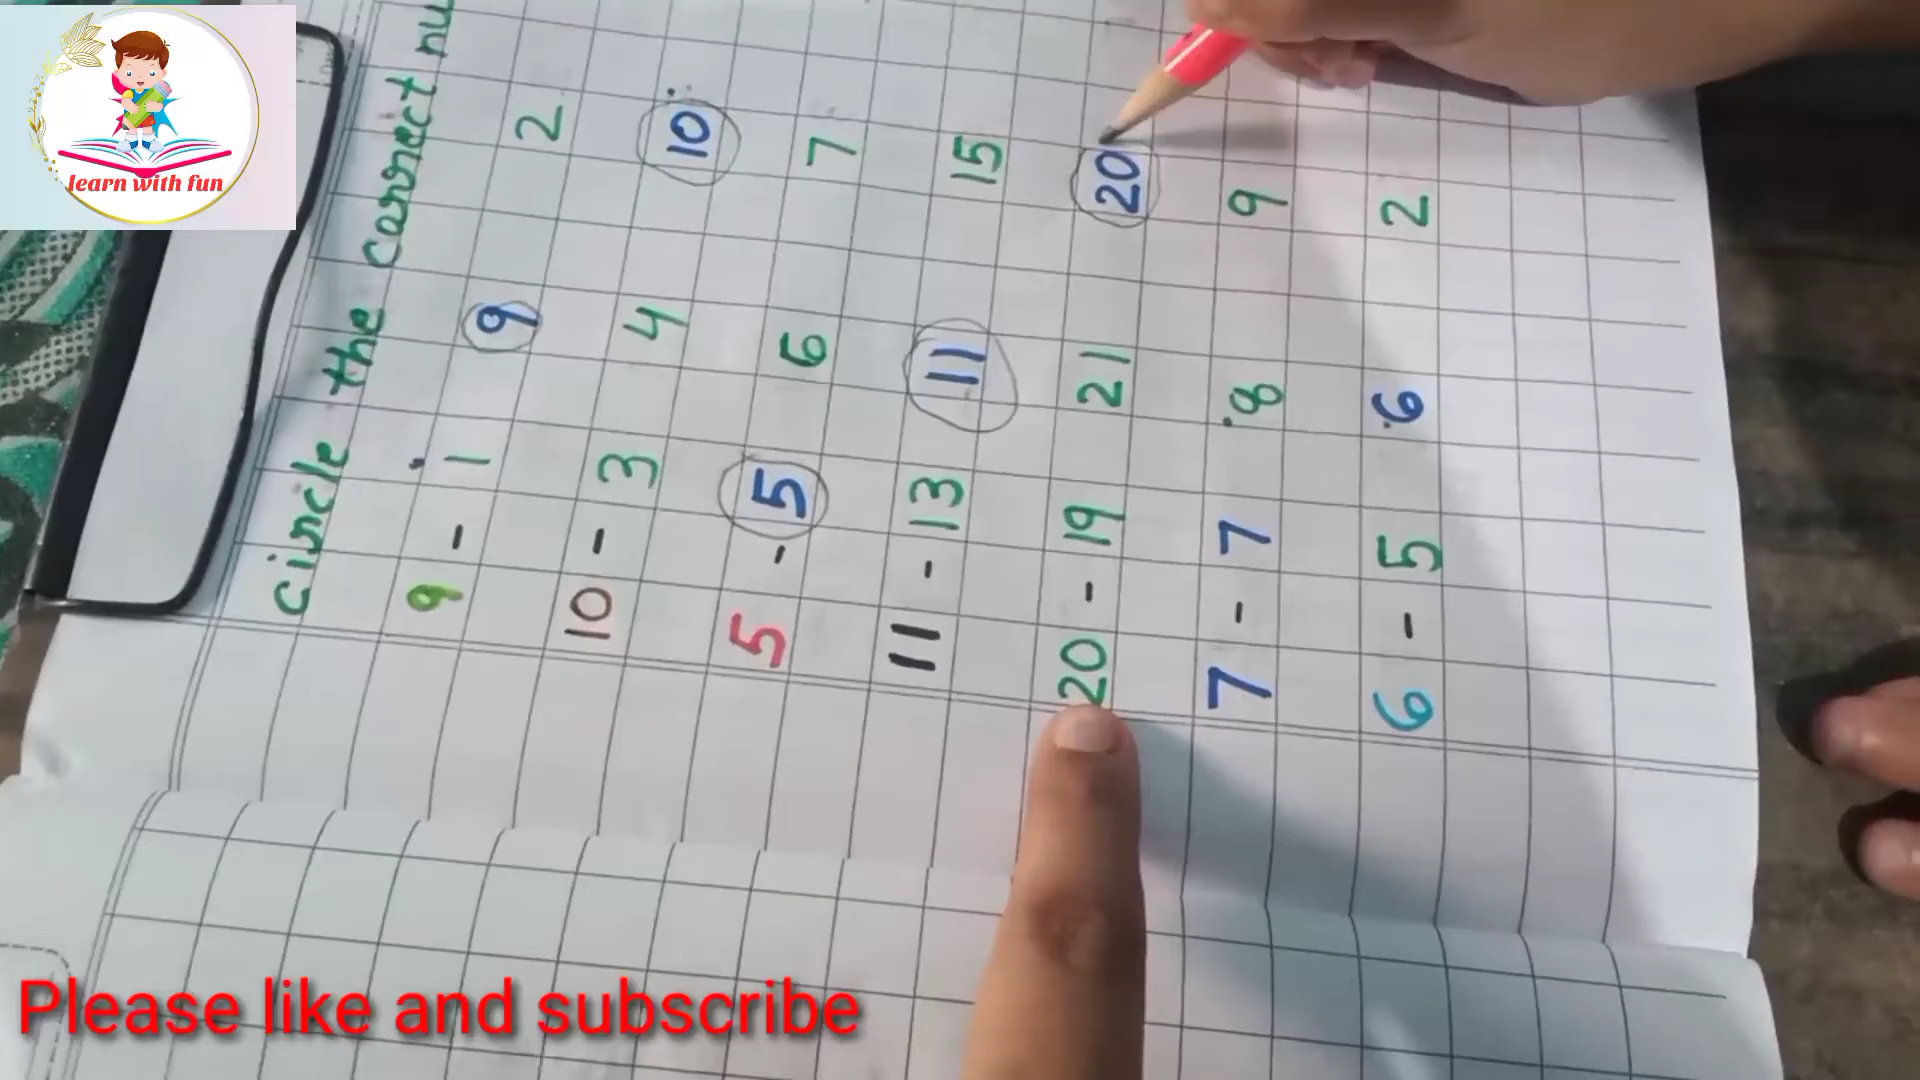 learn with fun
circle the correct nu
9 - 1 9 2
10 - 3 4 10
5 - 5 6 7
11 - 13 11 15
20 - 19 21 20
7 - 7 8 9
6 - 5 6 2
Please like and subscribe